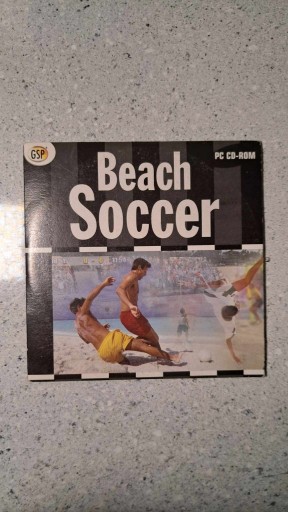 GSP
PC CD-ROM
Beach
Soccer